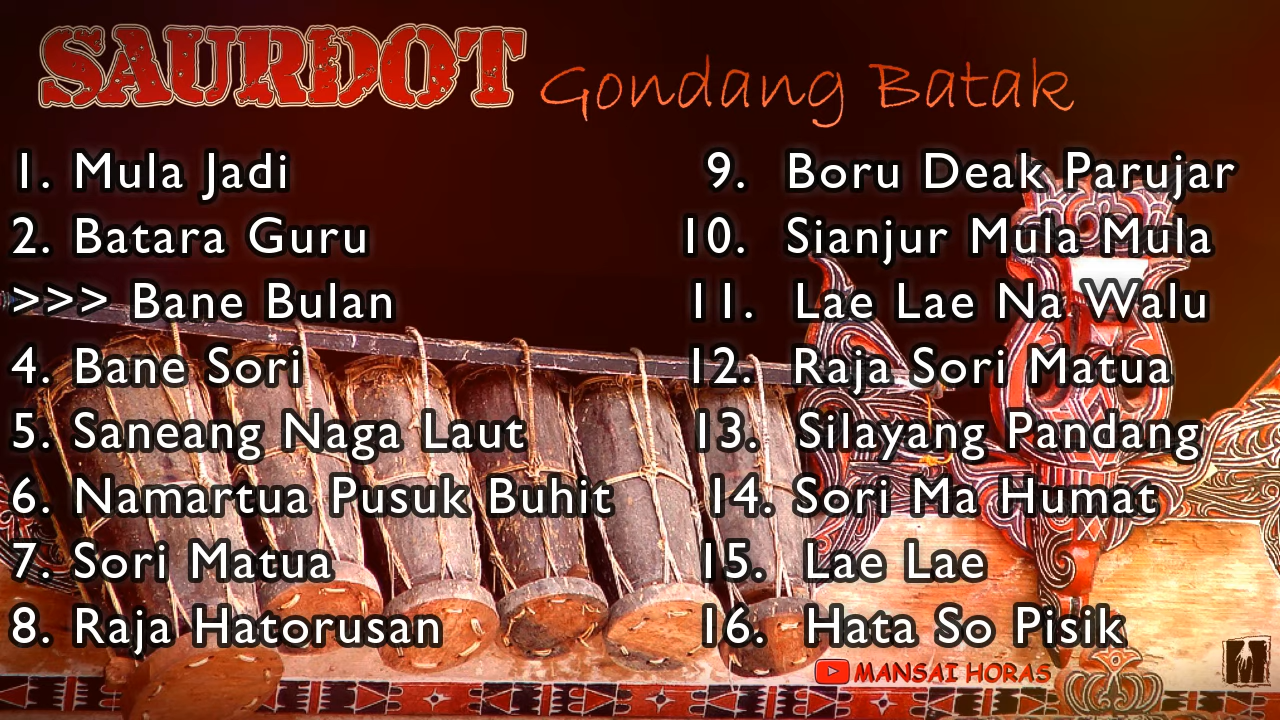 SAURDOT Gondang Batak
1. Mula Jadi
2. Batara Guru
>>> Bane Bulan
4. Bane Sori
5. Saneang Naga Laut
6. Namartua Pusuk Buhit
7. Sori Matua
8. Raja Hatorusan
9. Boru Deak Parujar
10. Sianjur Mula Mula
11. Lae Lae Na Walu
12. Raja Sori Matua
13. Silayang Pandang
14. Sori Ma Humat
15. Lae Lae
16. Hata So Pisik
MANSAI HORAS